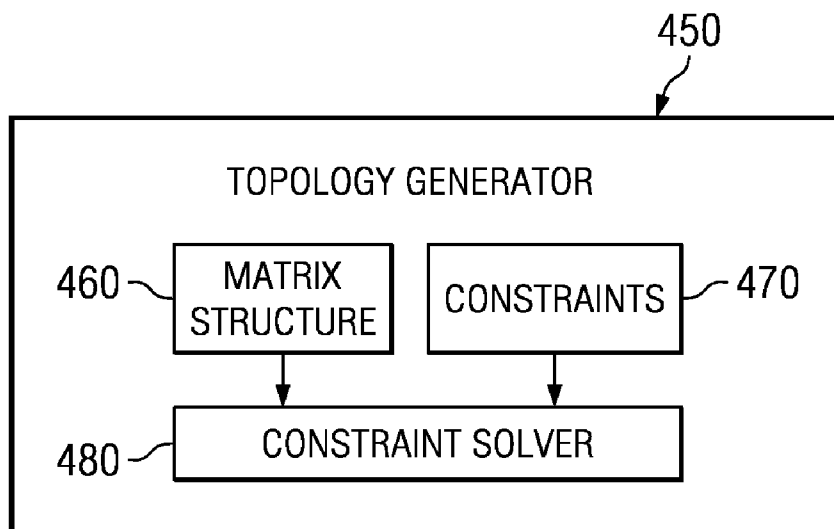 450
TOPOLOGY GENERATOR
460
MATRIX
STRUCTURE
CONSTRAINTS
470
480
CONSTRAINT SOLVER